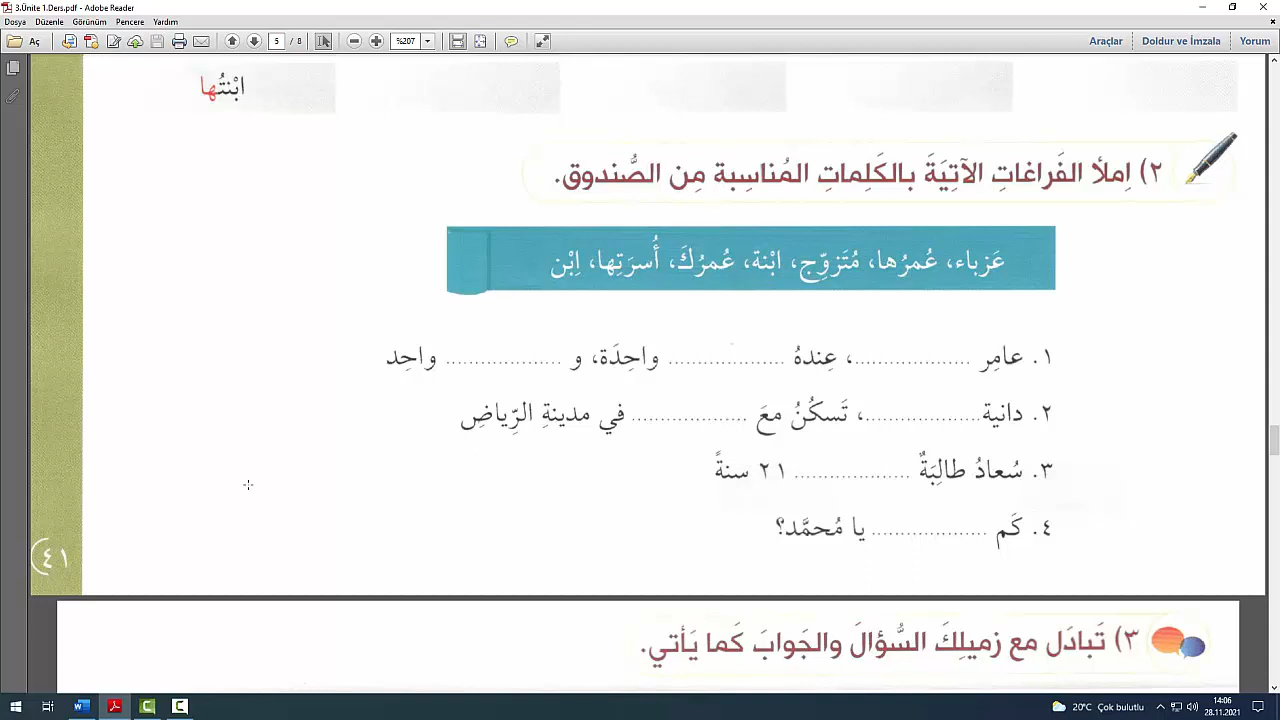 3.Ünite 1.Ders.pdf - Adobe Reader
Dosya Düzenle Görünüm Pencere Yardım
Aç 5 / 8 %207 Araçlar Doldur ve İmzala Yorum
ابْنتُها
٢) اِملأ الفَراغاتِ الآتِيَةَ بالكَلِماتِ المُناسِبة مِن الصُّندوق.
عَزباء، عُمرُها، مُتَزوِّج، ابْنة، عُمرُكَ، أُسرَتِها، اِبْن
١. عامِر ....................، عِندهُ .................... واحِدَة، و .................... واحِد
٢. دانية....................، تَسكُنُ معَ .................... في مدينةِ الرِّياضِ
٣. سُعادُ طالِبَةٌ .................... ٢١ سنةً
٤. كَم .................... يا مُحمَّد؟
٤١
٣) تَبادَل مع زميلِكَ السُّؤالَ والجَوابَ كَما يَأتي.
20°C Çok bulutlu 14:06
28.11.2021